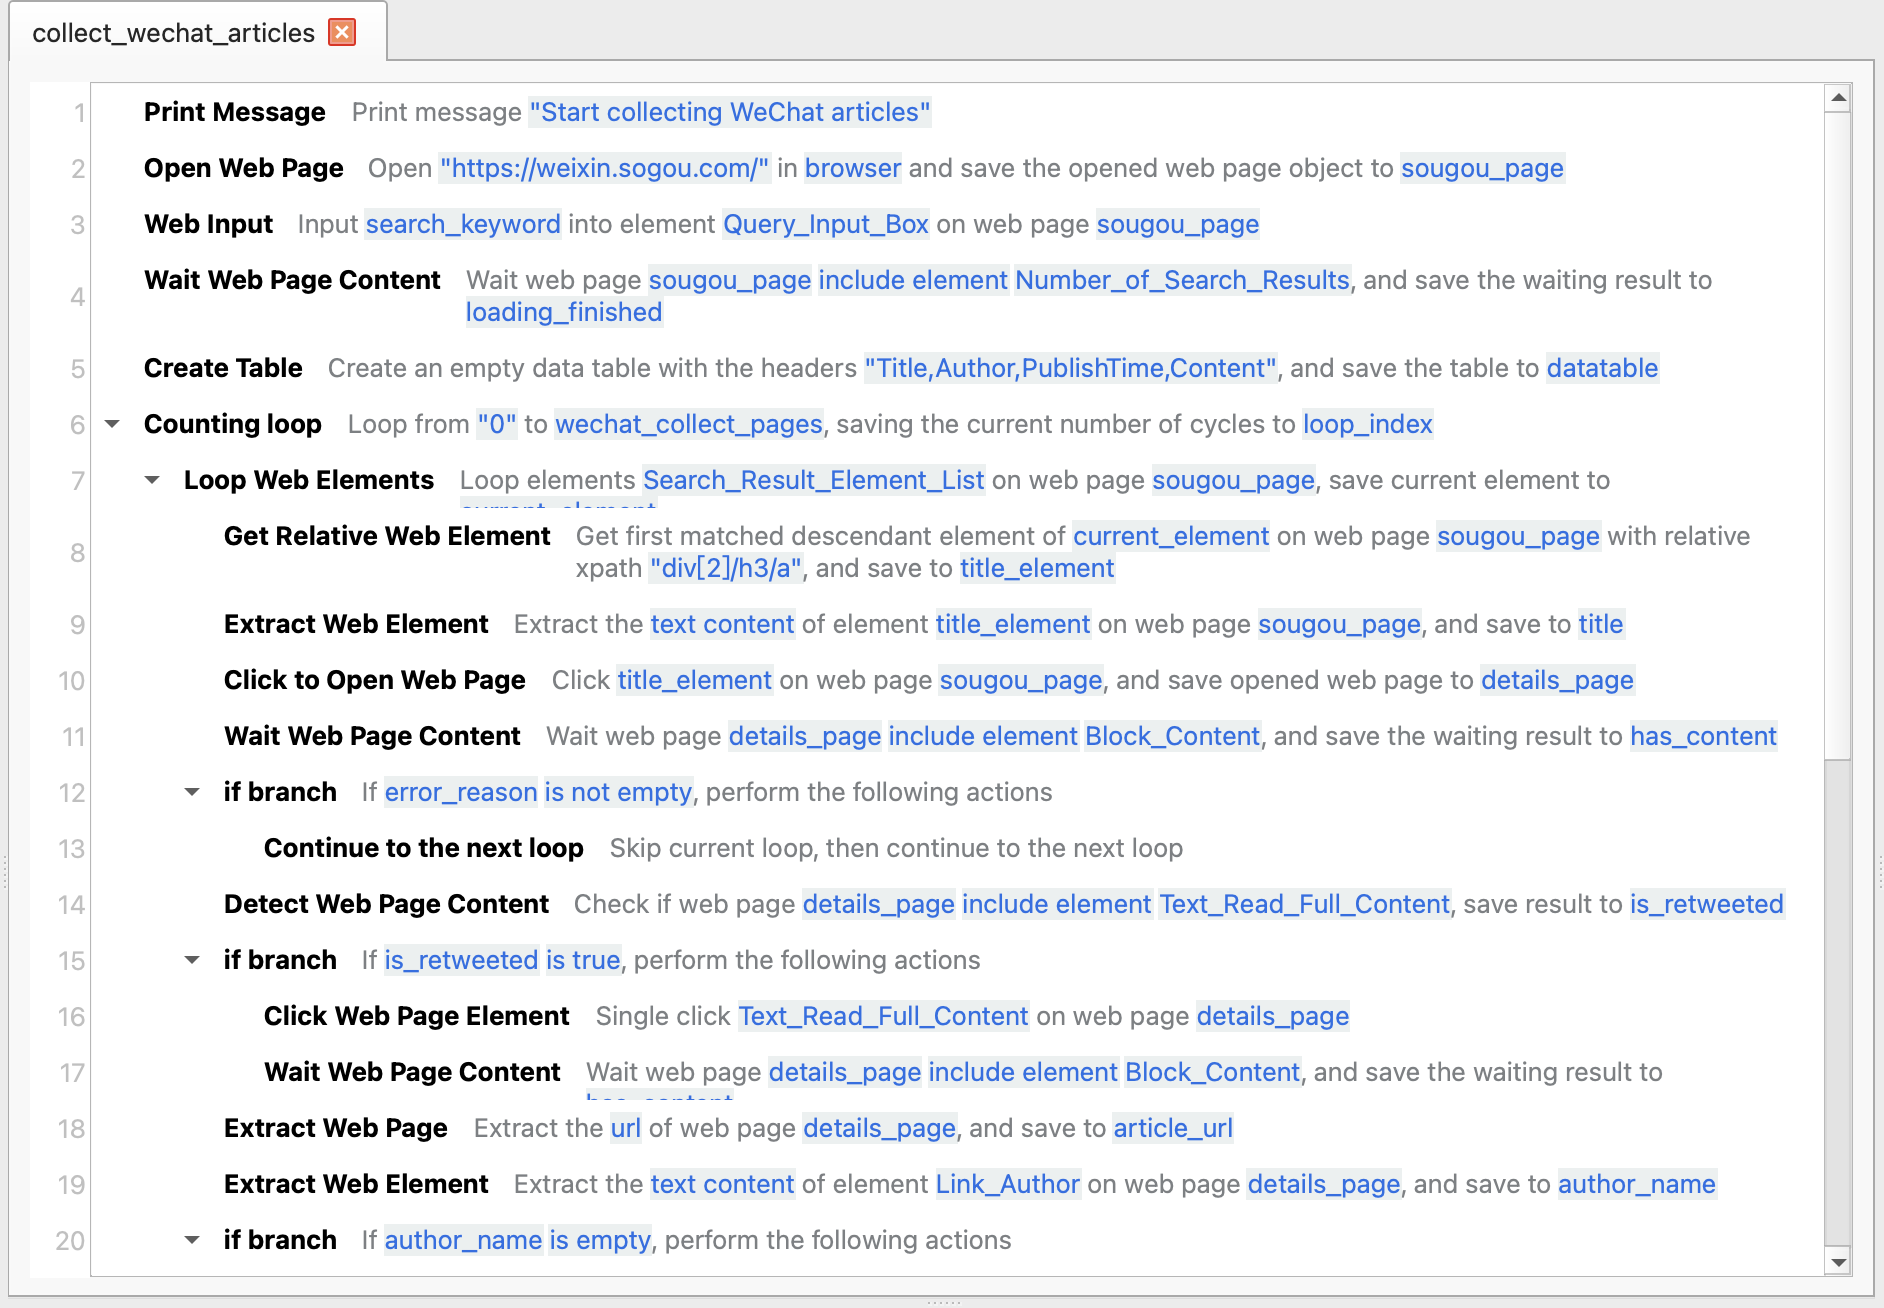 collect_wechat_articles
1 Print Message Print message "Start collecting WeChat articles"
2 Open Web Page Open "https://weixin.sogou.com/" in browser and save the opened web page object to sougou_page
3 Web Input Input search_keyword into element Query_Input_Box on web page sougou_page
4 Wait Web Page Content Wait web page sougou_page include element Number_of_Search_Results, and save the waiting result to
loading_finished
5 Create Table Create an empty data table with the headers "Title,Author,PublishTime,Content", and save the table to datatable
6 Counting loop Loop from "0" to wechat_collect_pages, saving the current number of cycles to loop_index
7 Loop Web Elements Loop elements Search_Result_Element_List on web page sougou_page, save current element to
current_element
8 Get Relative Web Element Get first matched descendant element of current_element on web page sougou_page with relative
xpath "div[2]/h3/a", and save to title_element
9 Extract Web Element Extract the text content of element title_element on web page sougou_page, and save to title
10 Click to Open Web Page Click title_element on web page sougou_page, and save opened web page to details_page
11 Wait Web Page Content Wait web page details_page include element Block_Content, and save the waiting result to has_content
12 if branch If error_reason is not empty, perform the following actions
13 Continue to the next loop Skip current loop, then continue to the next loop
14 Detect Web Page Content Check if web page details_page include element Text_Read_Full_Content, save result to is_retweeted
15 if branch If is_retweeted is true, perform the following actions
16 Click Web Page Element Single click Text_Read_Full_Content on web page details_page
17 Wait Web Page Content Wait web page details_page include element Block_Content, and save the waiting result to
has_content
18 Extract Web Page Extract the url of web page details_page, and save to article_url
19 Extract Web Element Extract the text content of element Link_Author on web page details_page, and save to author_name
20 if branch If author_name is empty, perform the following actions